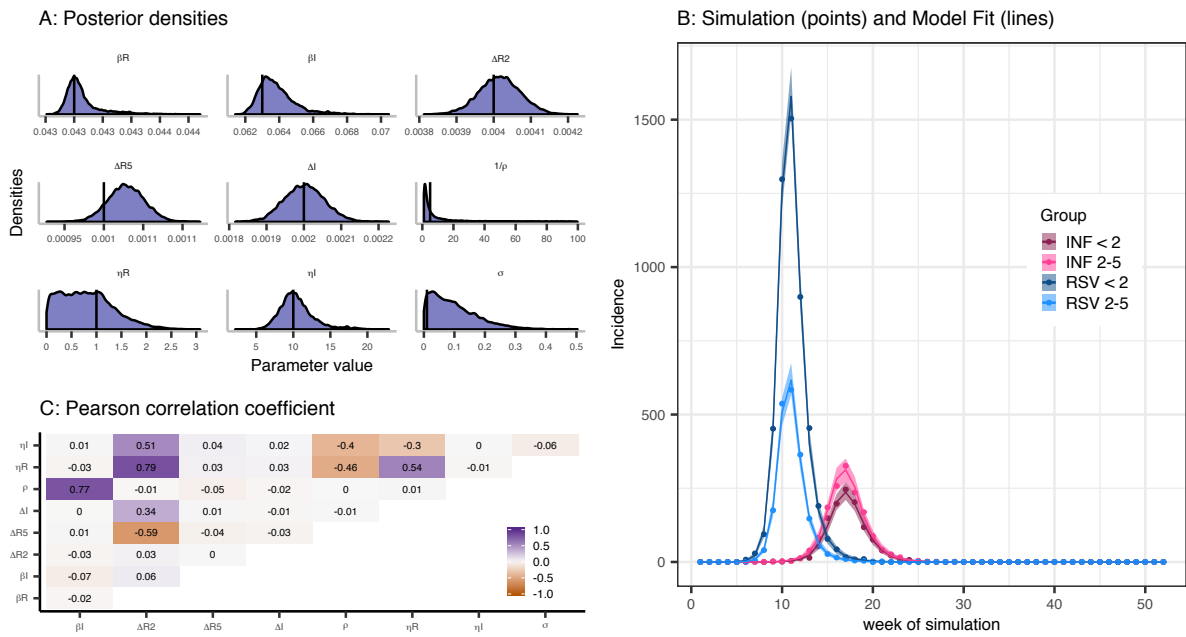 A: Posterior densities
βR
βI
ΔR2
0.043 0.043 0.043 0.043 0.044 0.044
0.062 0.064 0.066 0.068 0.07
0.0038 0.0039 0.004 0.0041 0.0042
ΔR5
ΔI
1/ρ
0.00095 0.001 0.0011 0.0011
0.0018 0.0019 0.002 0.0021 0.0022
0 20 40 60 80 100
Densities
ηR
ηI
σ
0 0.5 1 1.5 2 2.5 3
5 10 15 20
0 0.1 0.2 0.3 0.4 0.5
Parameter value
C: Pearson correlation coefficient
ηI 0.01 0.51 0.04 0.02 -0.4 -0.3 0 -0.06
ηR -0.03 0.79 0.03 0.03 -0.46 0.54 -0.01
ρ 0.77 -0.01 -0.05 -0.02 0 0.01
ΔI 0 0.34 0.01 -0.01 -0.01
ΔR5 0.01 -0.59 -0.04 -0.03
ΔR2 -0.03 0.03 0
βI -0.07 0.06
βR -0.02
βI ΔR2 ΔR5 ΔI ρ ηR ηI σ
1.0
0.5
0.0
-0.5
-1.0
B: Simulation (points) and Model Fit (lines)
Incidence
1500
1000
500
0
0 10 20 30 40 50
week of simulation
Group
INF < 2
INF 2-5
RSV < 2
RSV 2-5